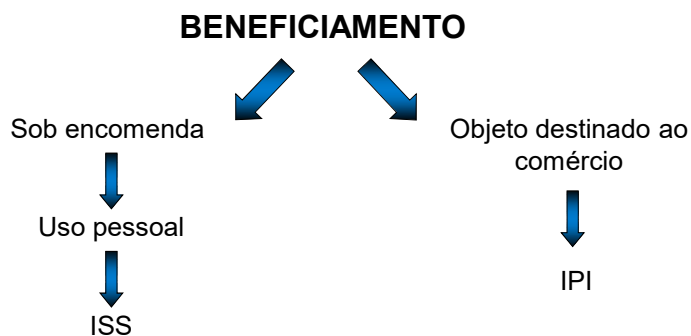 BENEFICIAMENTO
Sob encomenda
Uso pessoal
ISS
Objeto destinado ao
comércio
IPI